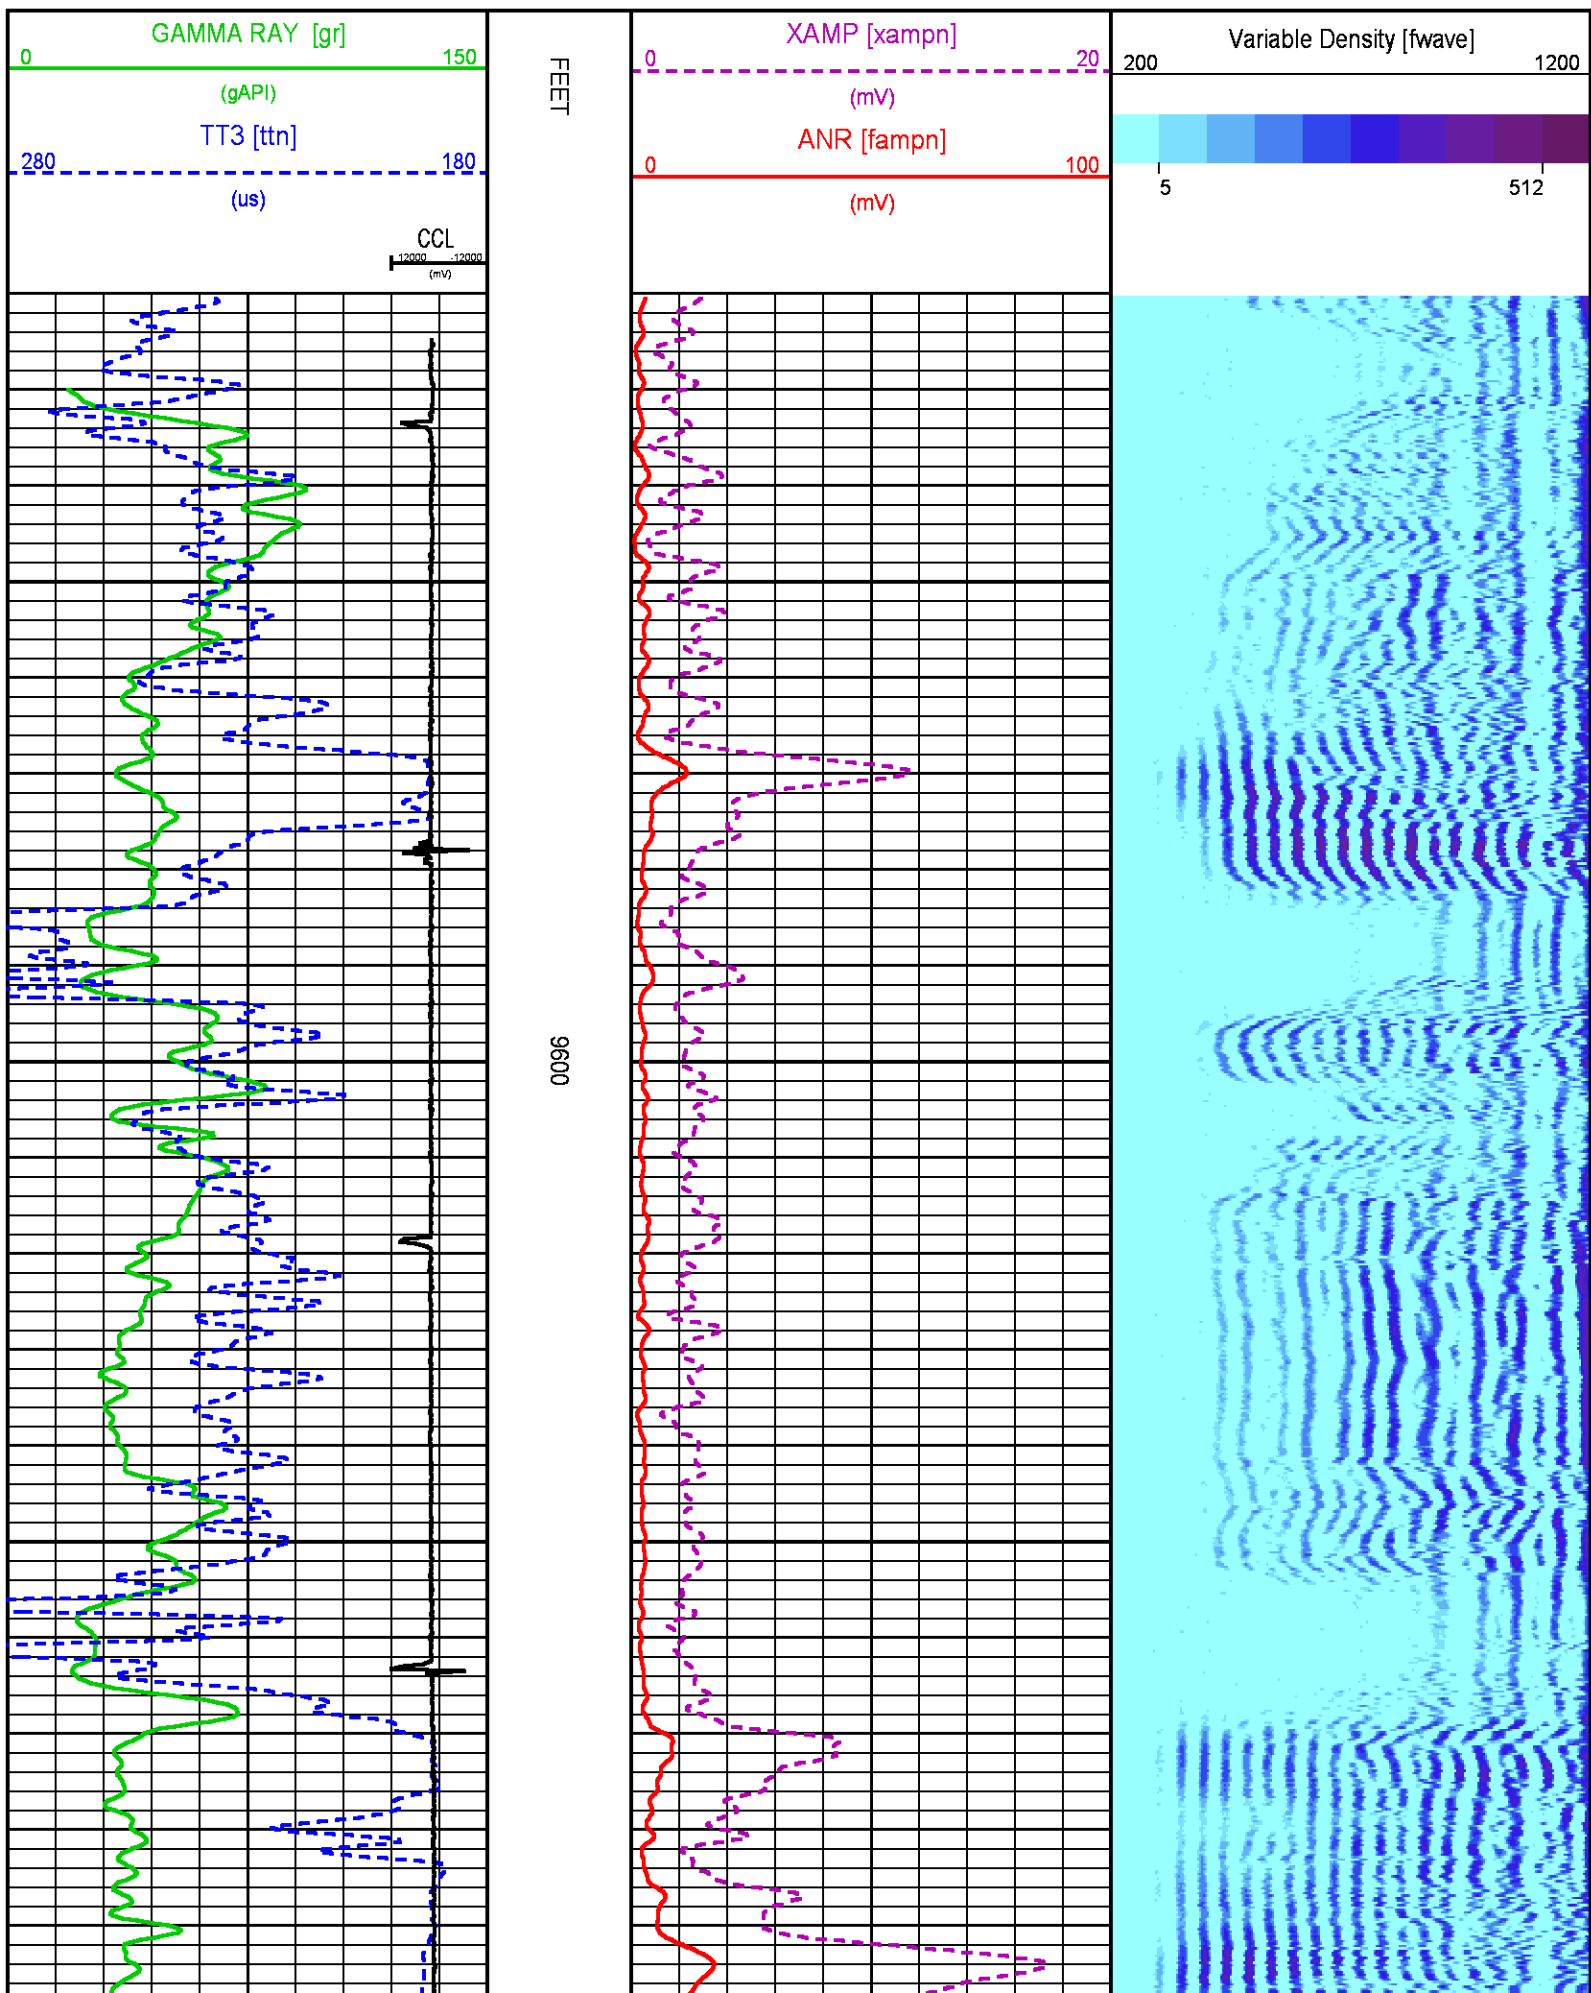 GAMMA RAY [gr]
0 150
(gAPI)
TT3 [ttn]
280 180
(us)
CCL
12000 -12000
(mV)
FEET
XAMP [xampn]
0 20
(mV)
ANR [fampn]
0 100
(mV)
Variable Density [fwave]
200 1200
5 512
9600